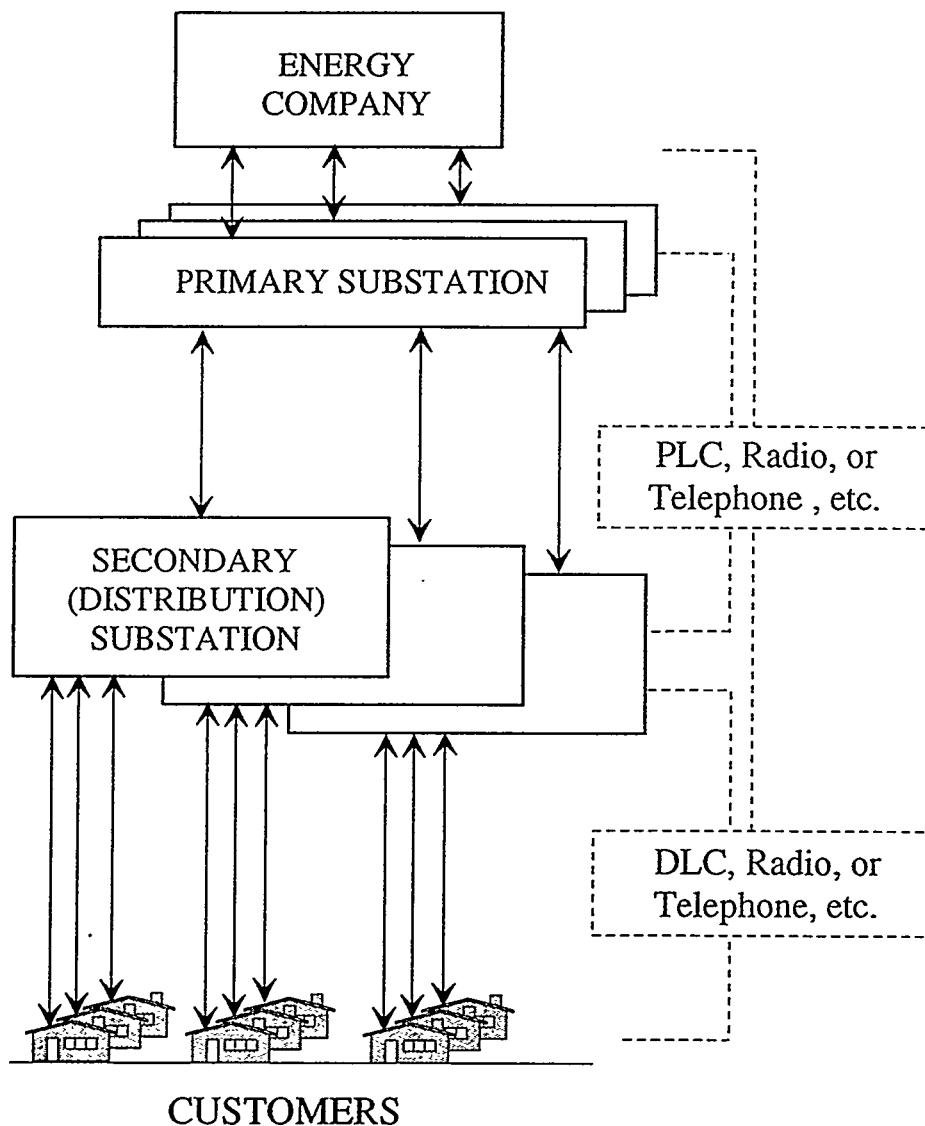 ENERGY
COMPANY
PRIMARY SUBSTATION
PLC, Radio, or
Telephone , etc.
SECONDARY
(DISTRIBUTION)
SUBSTATION
DLC, Radio, or
Telephone, etc.
CUSTOMERS